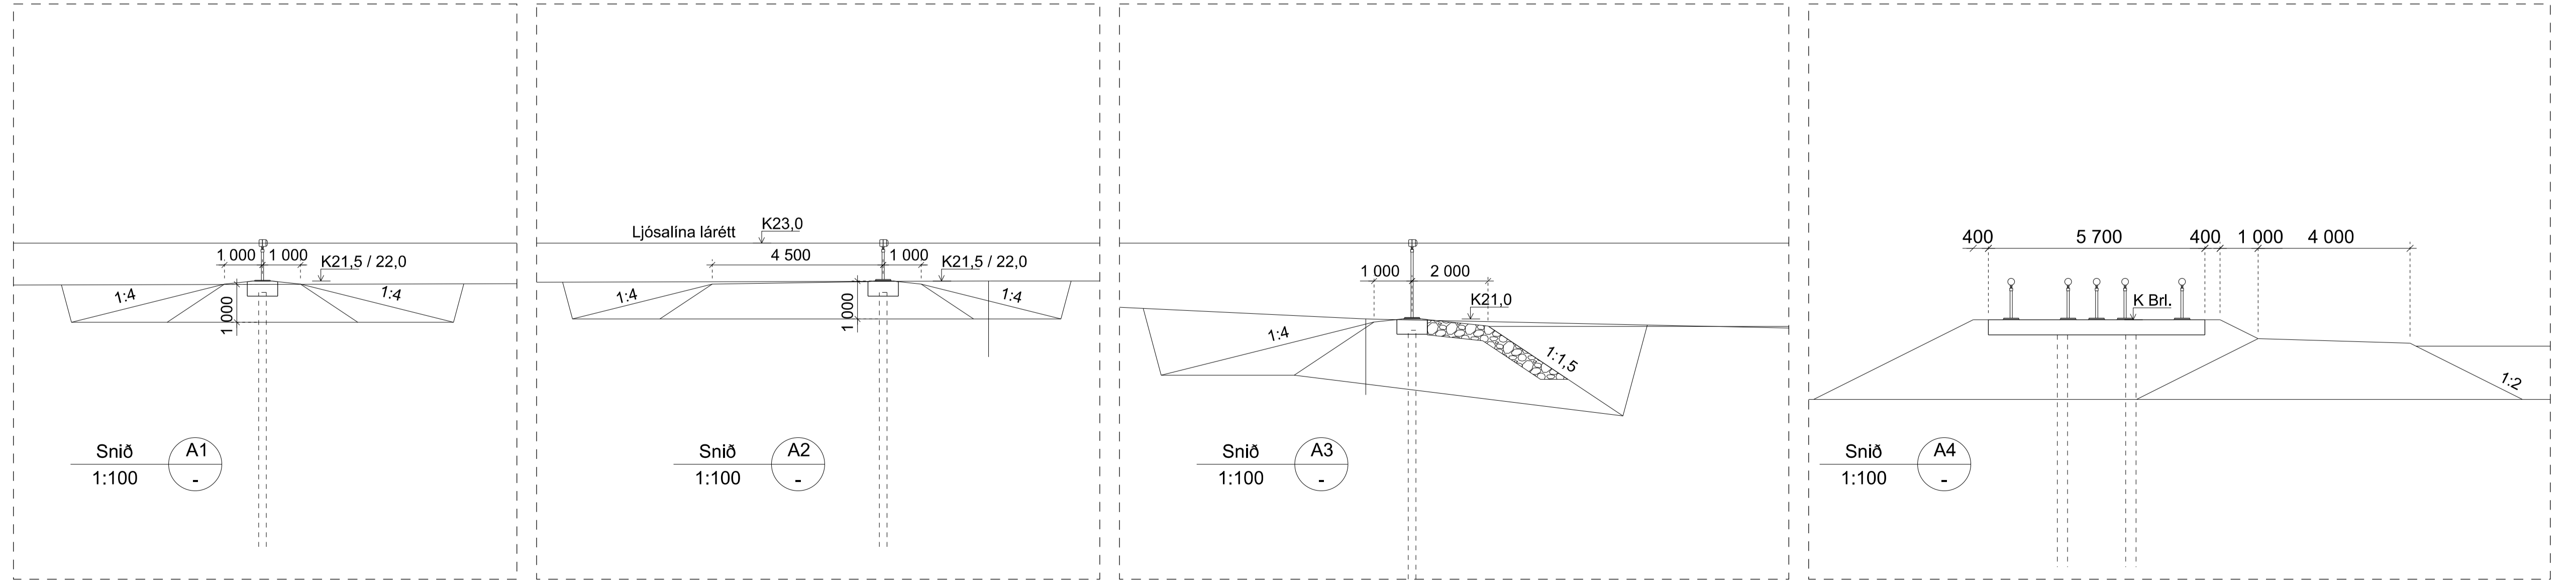 1 000 1 000
K21,5 / 22,0
1:4
1:4
1 000
Snið A1
1:100 -
K23,0
Ljósalína lárétt
4 500 1 000
K21,5 / 22,0
1:4
1:4
1 000
Snið A2
1:100 -
1 000 2 000
K21,0
1:4
1:1,5
Snið A3
1:100 -
400 5 700 400 1 000 4 000
K Brl.
1:2
Snið A4
1:100 -